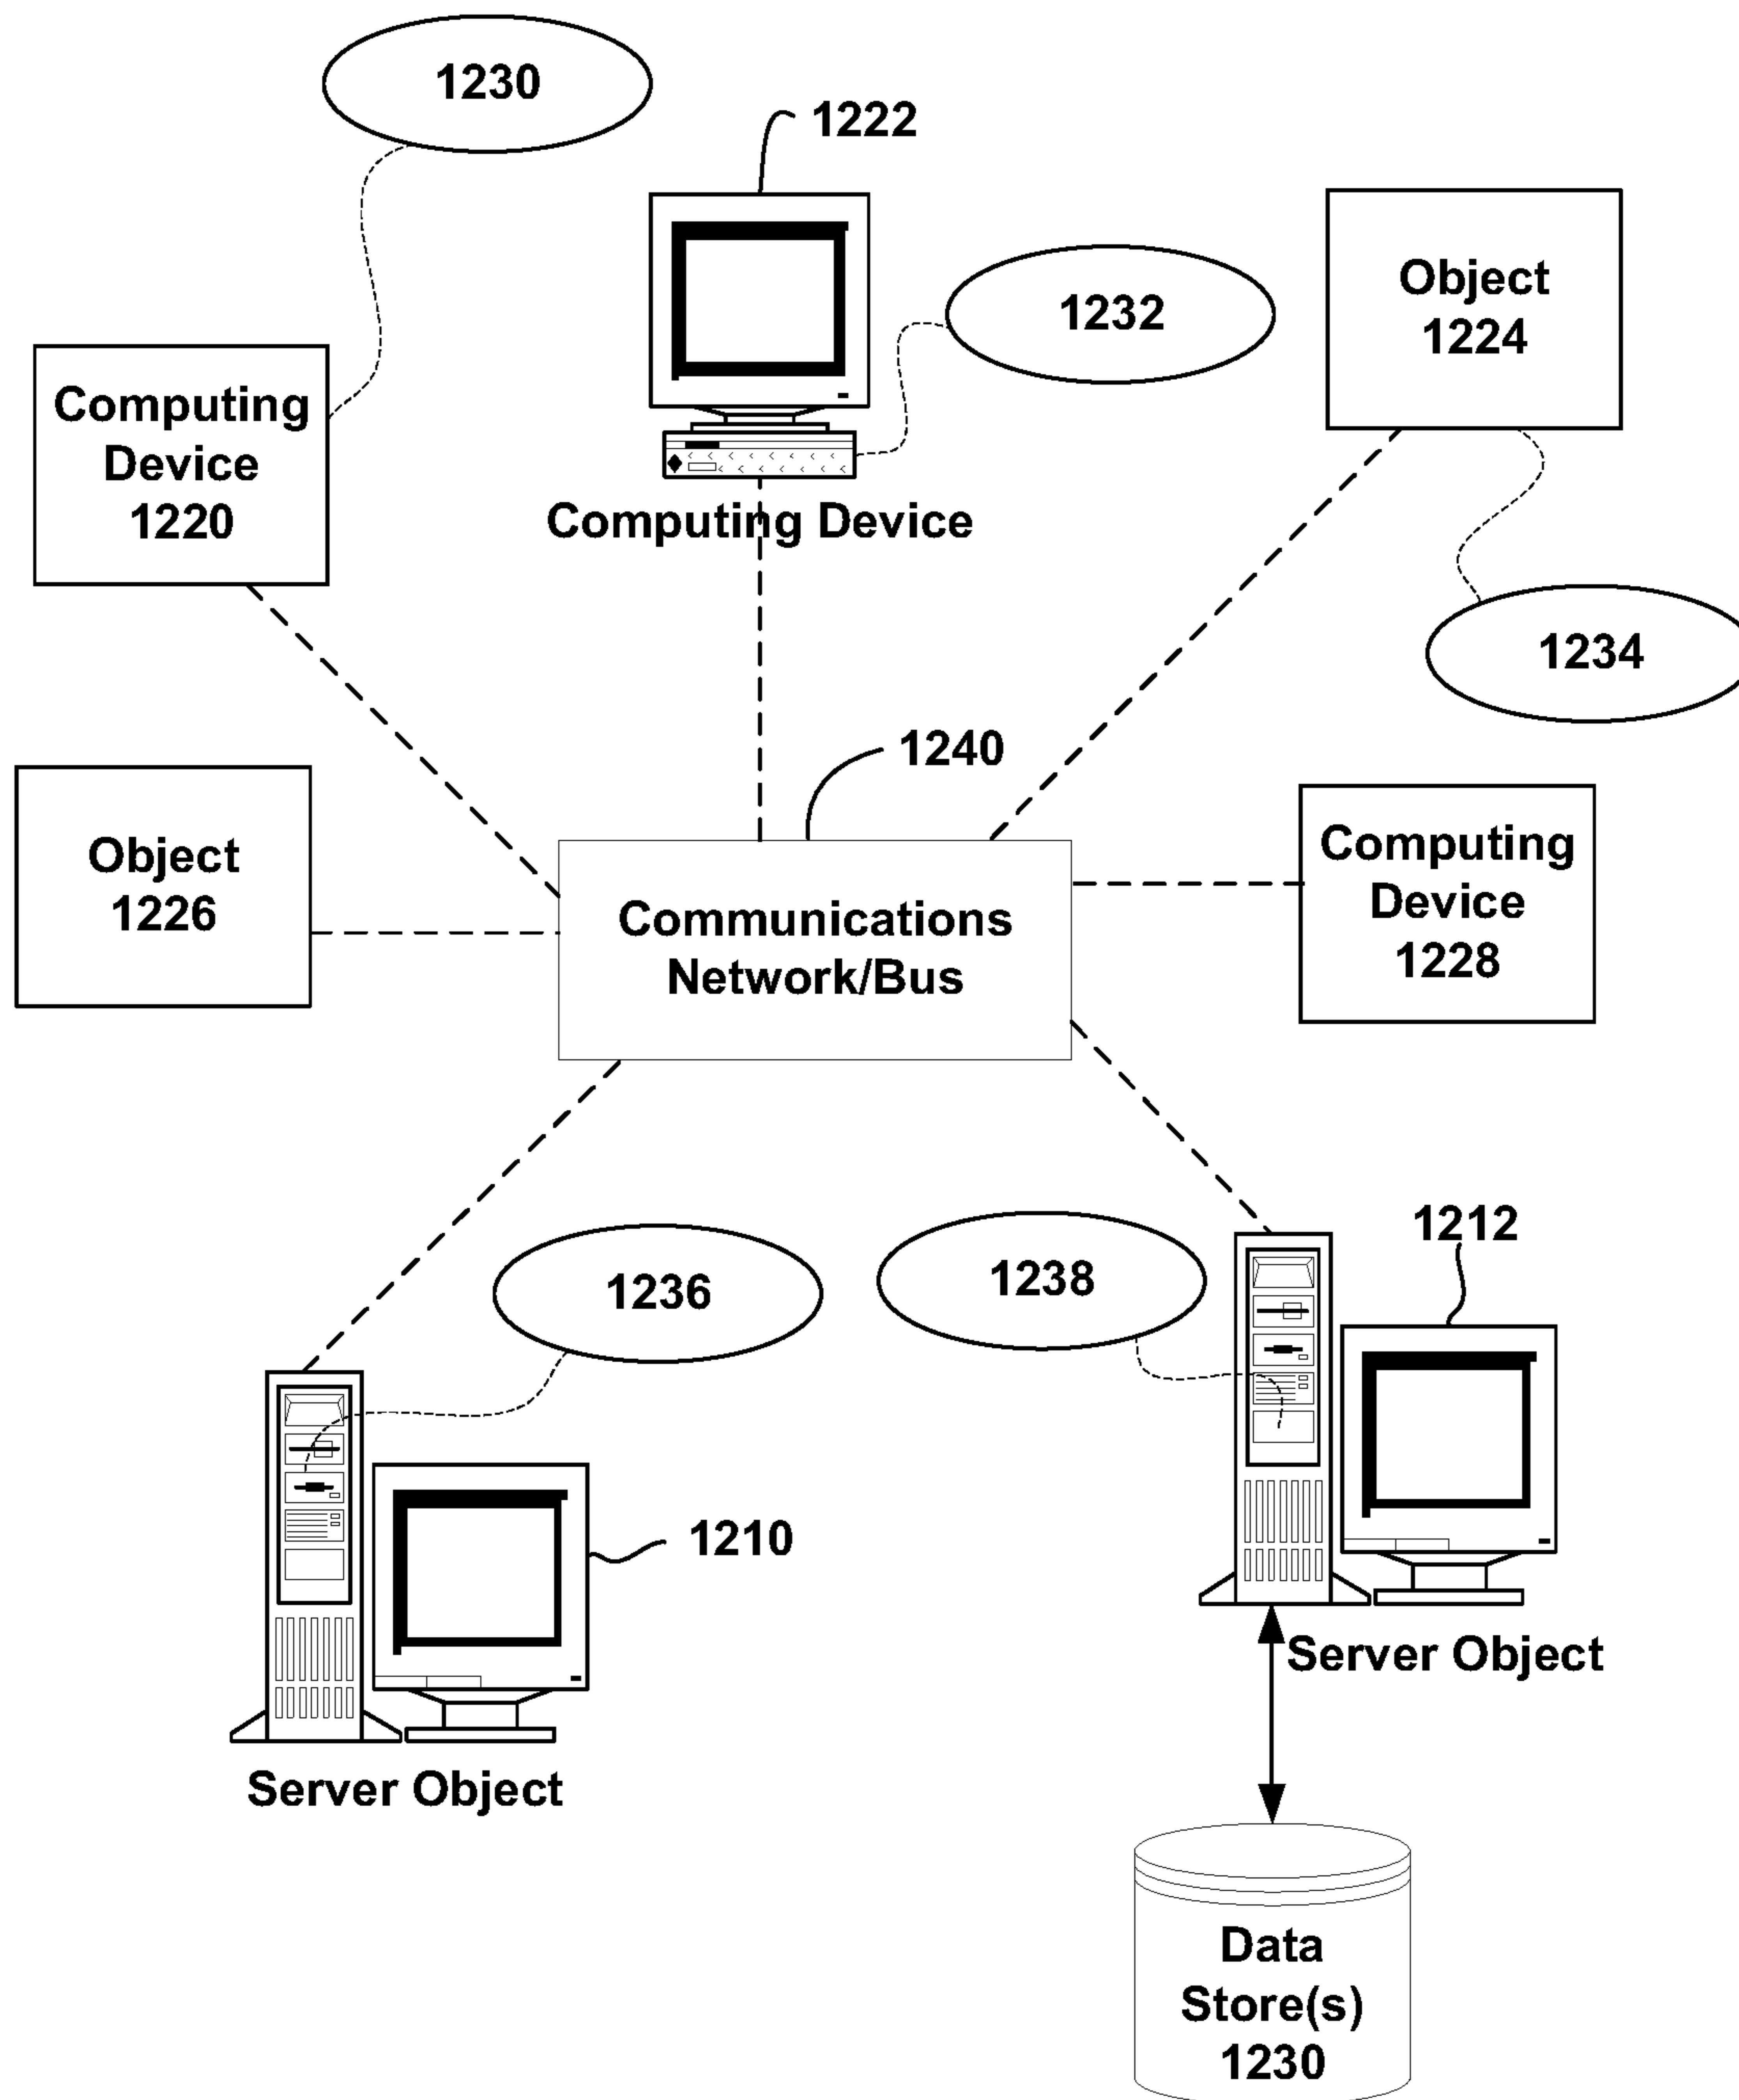 1230
1222
Object
1224
1232
Computing
Device
1220
Computing Device
1234
1240
Object
1226
Computing
Device
1228
Communications
Network/Bus
1212
1238
1236
1210
Server Object
Server Object
Data
Store(s)
1230